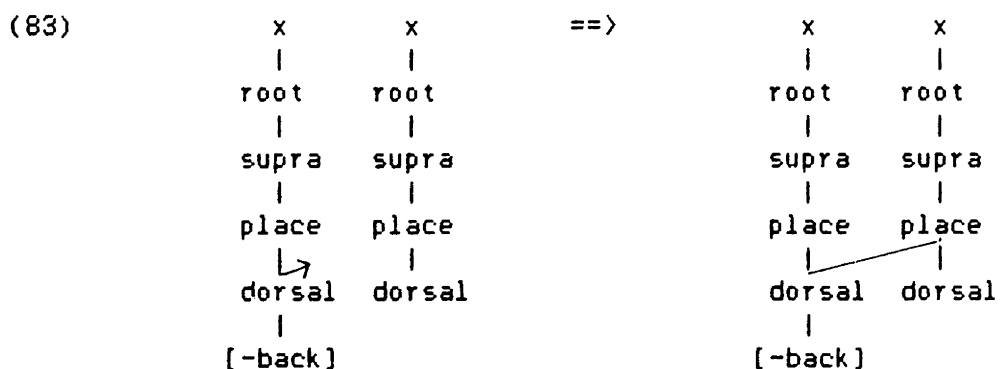 (83) x x ==> x x
root root root root
supra supra supra supra
place place place place
dorsal dorsal dorsal dorsal
[-back] [-back]